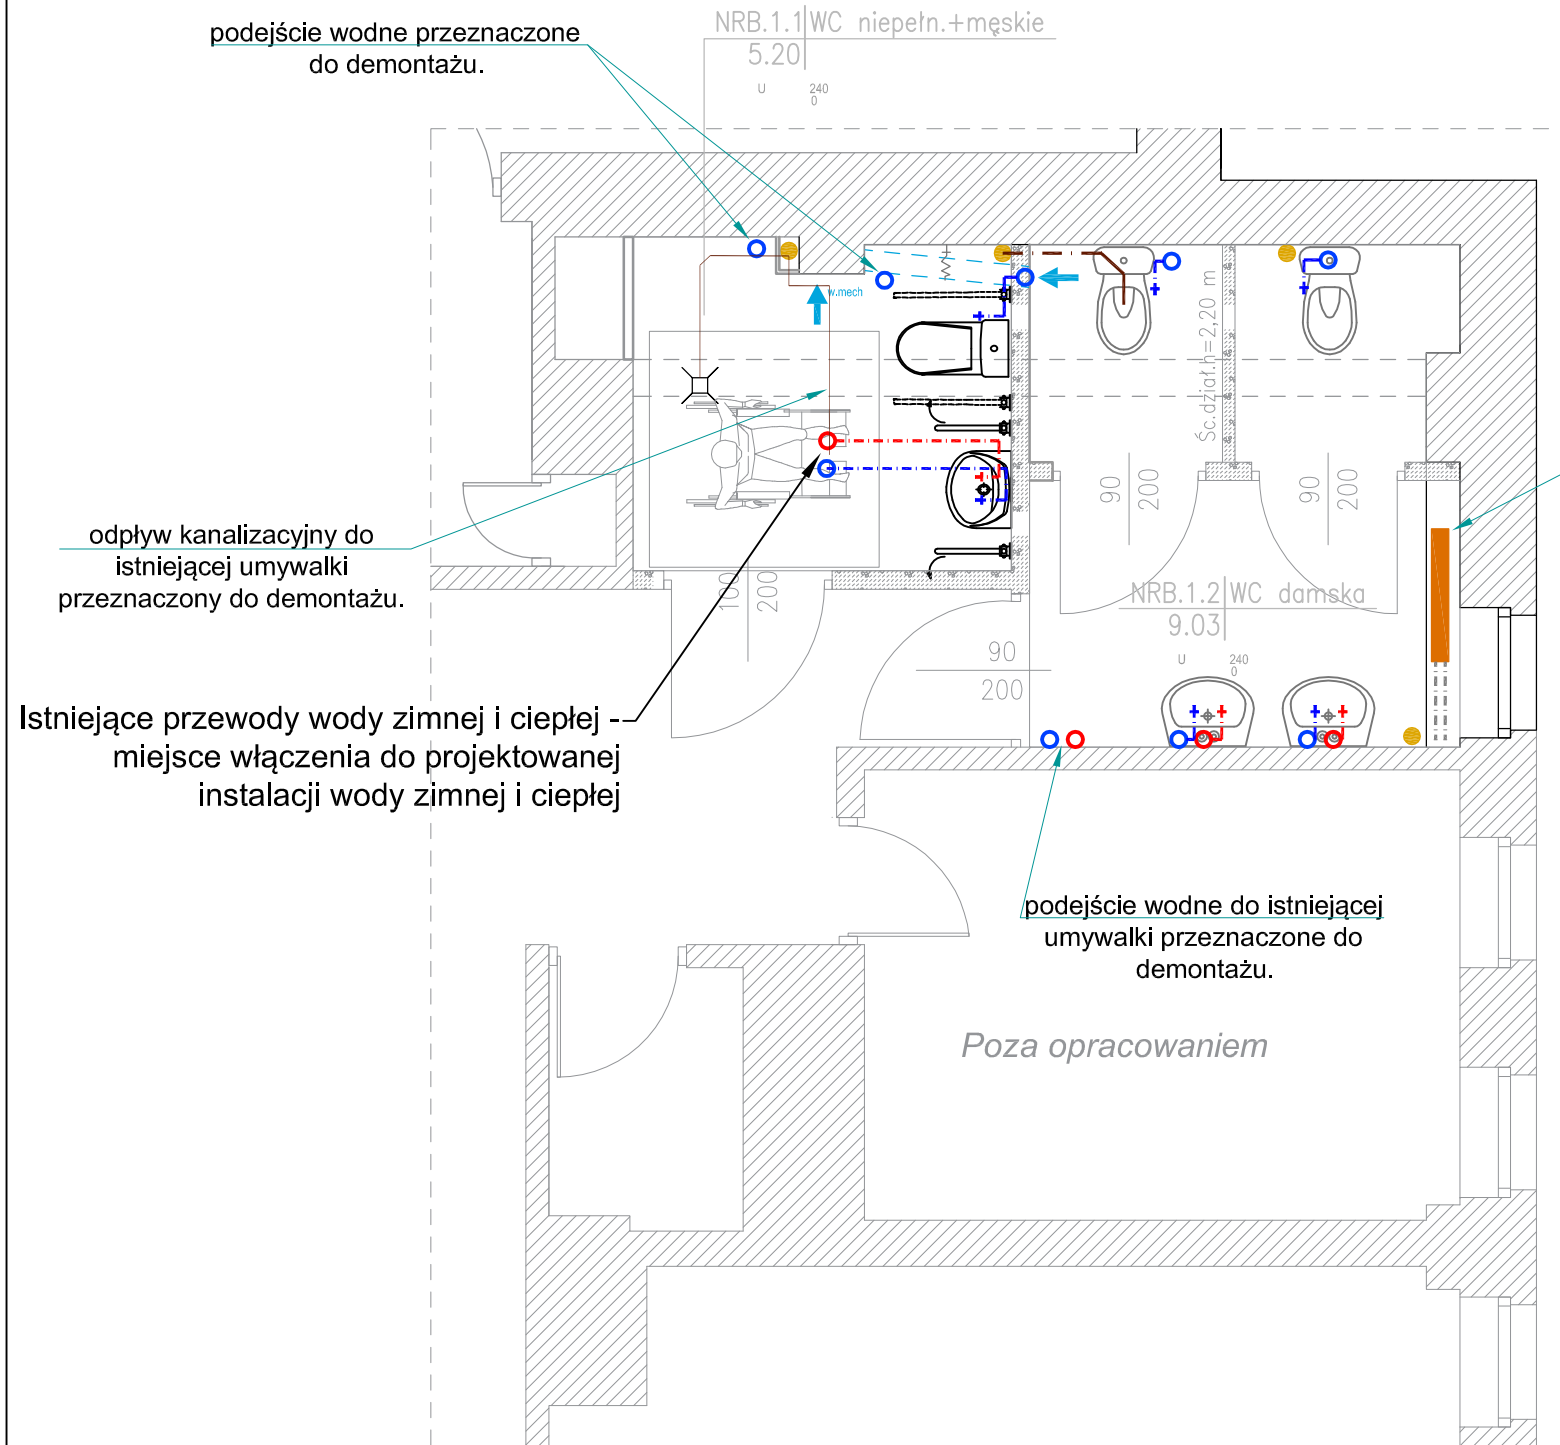 podejście wodne przeznaczone
do demontażu.
NRB.1.1 WC niepełn.+męskie
5.20
U 240
0
w.mech
Śc.dział.h=2,20 m
90
200
90
200
odpływ kanalizacyjny do
istniejącej umywalki
przeznaczony do demontażu.
100
200
NRB.1.2 WC damska
9.03
U 240
0
90
200
Istniejące przewody wody zimnej i ciepłej -
miejsce włączenia do projektowanej
instalacji wody zimnej i ciepłej
podejście wodne do istniejącej
umywalki przeznaczone do
demontażu.
Poza opracowaniem